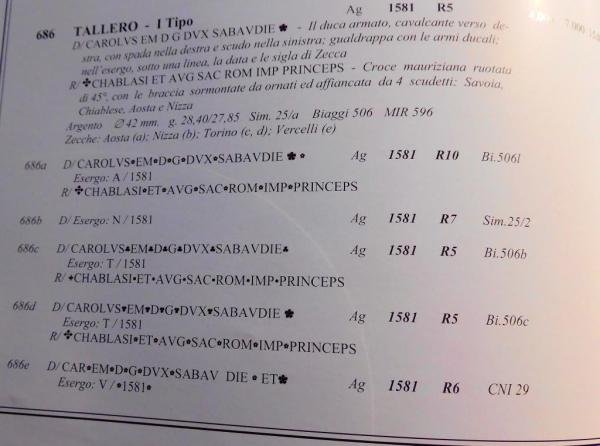 Ag 1581 R5
686 TALLERO - I Tipo
D/ CAROLVS EM D G DVX SABAVDIE ✽ - Il duca armato, cavalcante verso de-
stra, con spada nella destra e scudo nella sinistra; gualdrappa con le armi ducali;
nell'esergo, sotto una linea, la data e le sigla di Zecca
R/ ✤CHABLASI ET AVG SAC ROM IMP PRINCEPS - Croce mauriziana ruotata
di 45°, con le braccia sormontate da ornati ed affiancata da 4 scudetti: Savoia,
Chiablese, Aosta e Nizza
Argento ∅ 42 mm. g. 28,40/27,85 Sim. 25/a Biaggi 506 MIR 596
Zecche: Aosta (a); Nizza (b); Torino (c, d); Vercelli (e)
686a D/ CAROLVS•EM•D•G•DVX•SABAVDIE ✽ • Ag 1581 R10 Bi.506l
Esergo: A / 1581
R/ ✤CHABLASI•ET•AVG•SAC•ROM•IMP•PRINCEPS
686b D/ Esergo: N / 1581 Ag 1581 R7 Sim.25/2
686c D/ CAROLVS♣EM♣D♣G♣DVX♣SABAVDIE♣ Ag 1581 R5 Bi.506b
Esergo: T / 1581
R/ •CHABLASI•ET•AVG•SAC•ROM•IMP•PRINCEPS
686d D/ CAROLVS♥EM♥D♥G♥DVX♥SABAVDIE ✽ Ag 1581 R5 Bi.506c
Esergo: T / 1581
R/ ✤CHABLASI•ET•AVG•SAC•ROM•IMP•PRINCEPS
686e D/ CAR•EM•D•G•DVX•SABAV DIE • ET✽ Ag 1581 R6 CNI 29
Esergo: V / •1581•